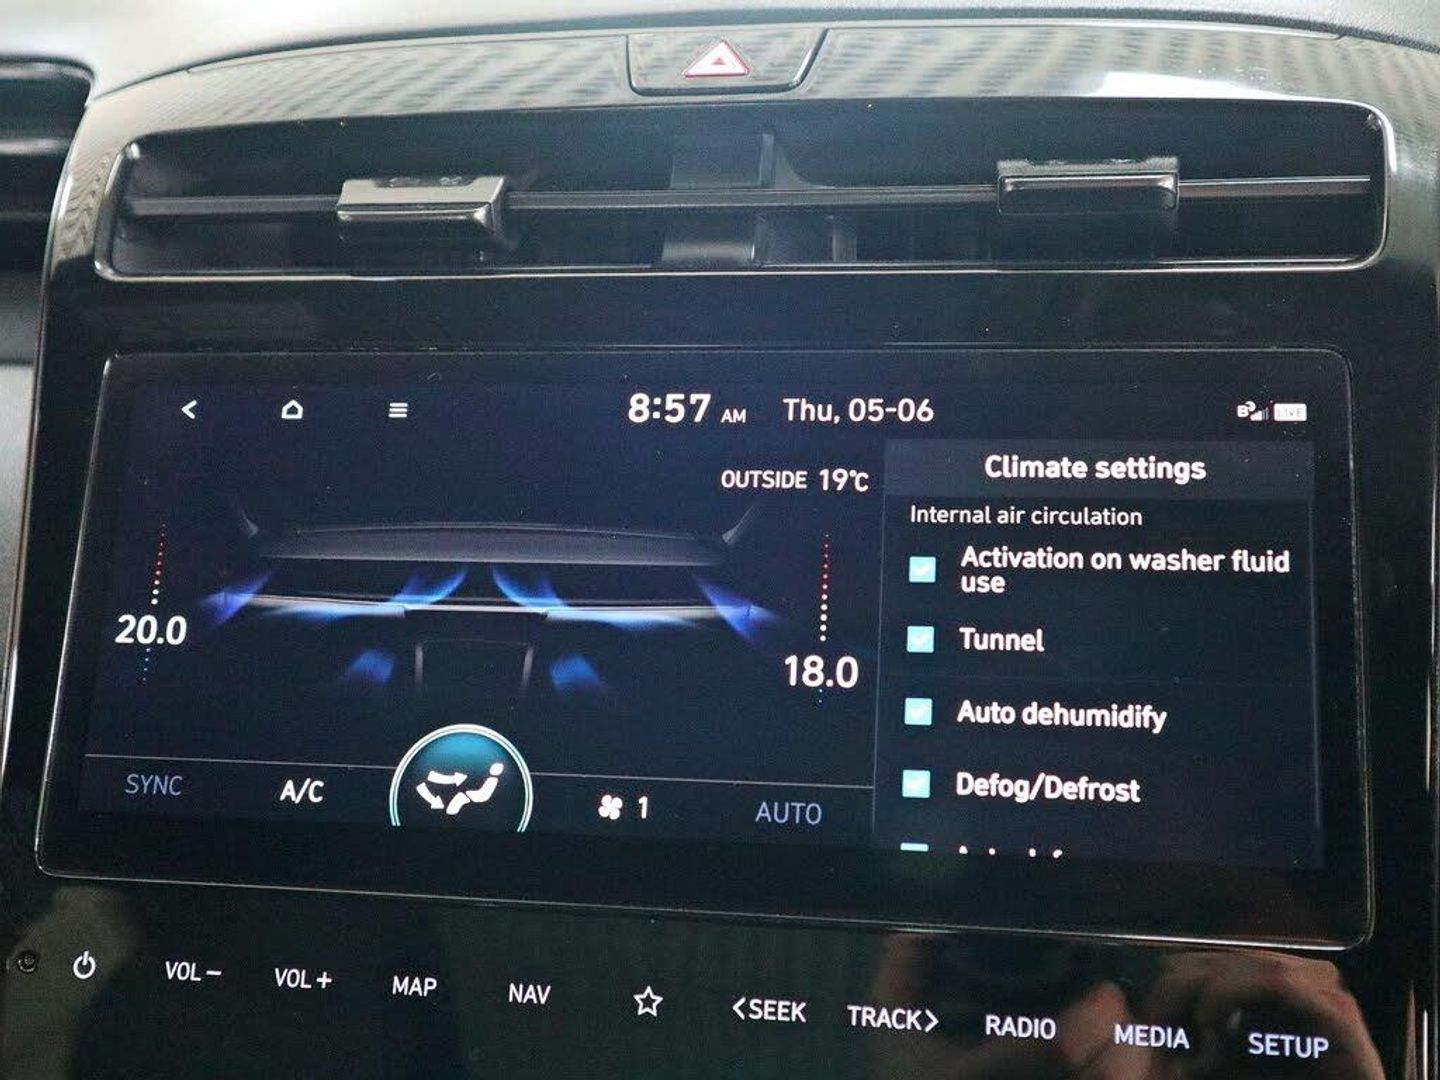 8:57 AM Thu, 05-06
LIVE
OUTSIDE 19°C
Climate settings
Internal air circulation
Activation on washer fluid
use
Tunnel
Auto dehumidify
Defog/Defrost
20.0
18.0
SYNC A/C 1 AUTO
VOL− VOL+ MAP NAV <SEEK TRACK> RADIO MEDIA SETUP